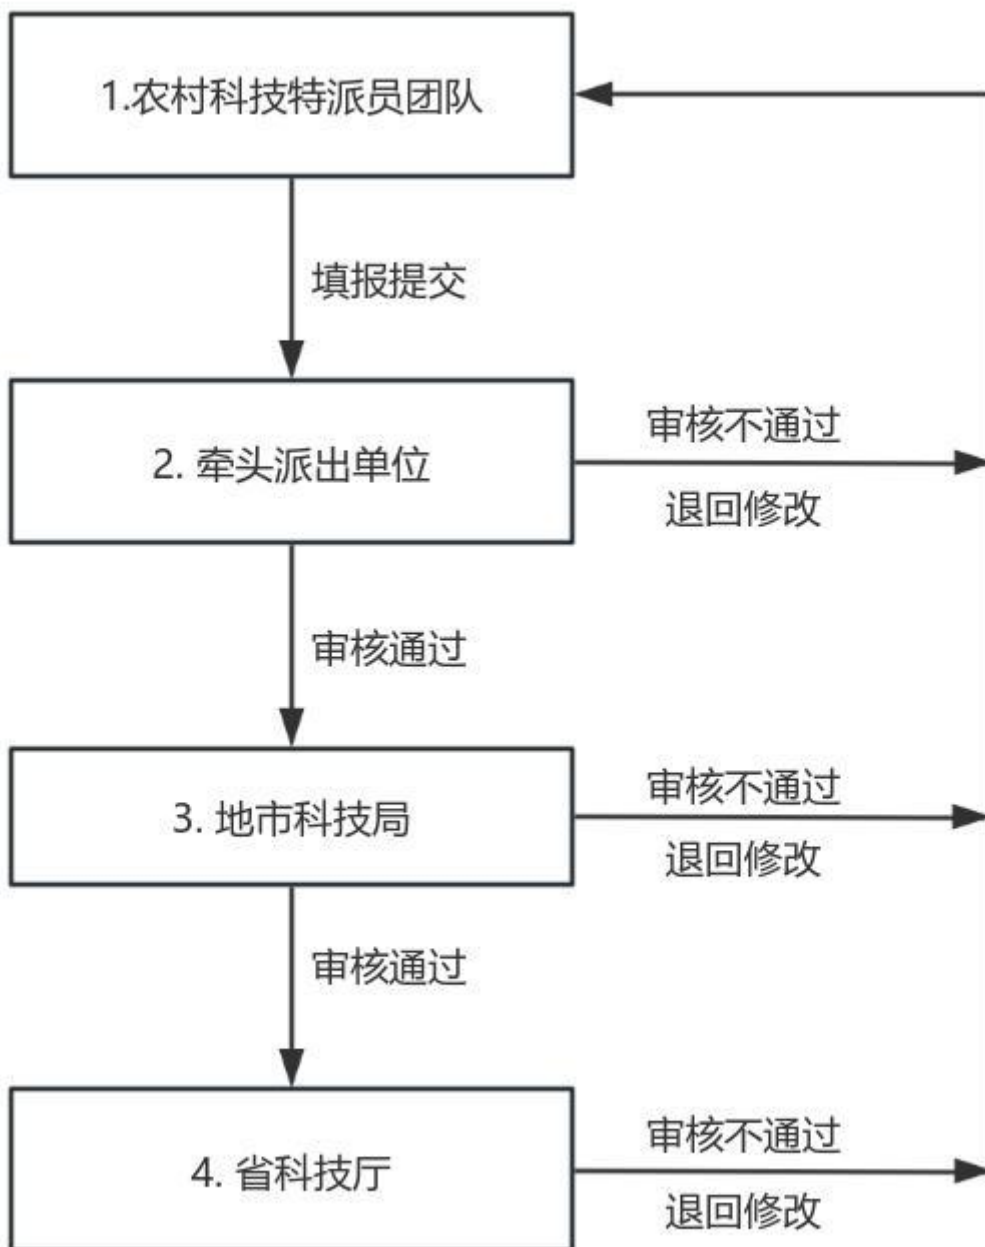 1.农村科技特派员团队
填报提交
2. 牵头派出单位
审核不通过
退回修改
审核通过
3. 地市科技局
审核不通过
退回修改
审核通过
4. 省科技厅
审核不通过
退回修改